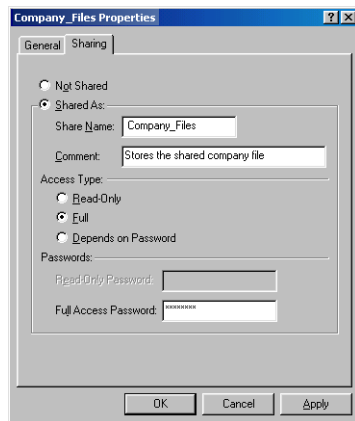 Company_Files Properties
General Sharing
Not Shared
Shared As:
Share Name: Company_Files
Comment: Stores the shared company file
Access Type:
Read-Only
Full
Depends on Password
Passwords:
Read-Only Password:
Full Access Password: ********
OK Cancel Apply